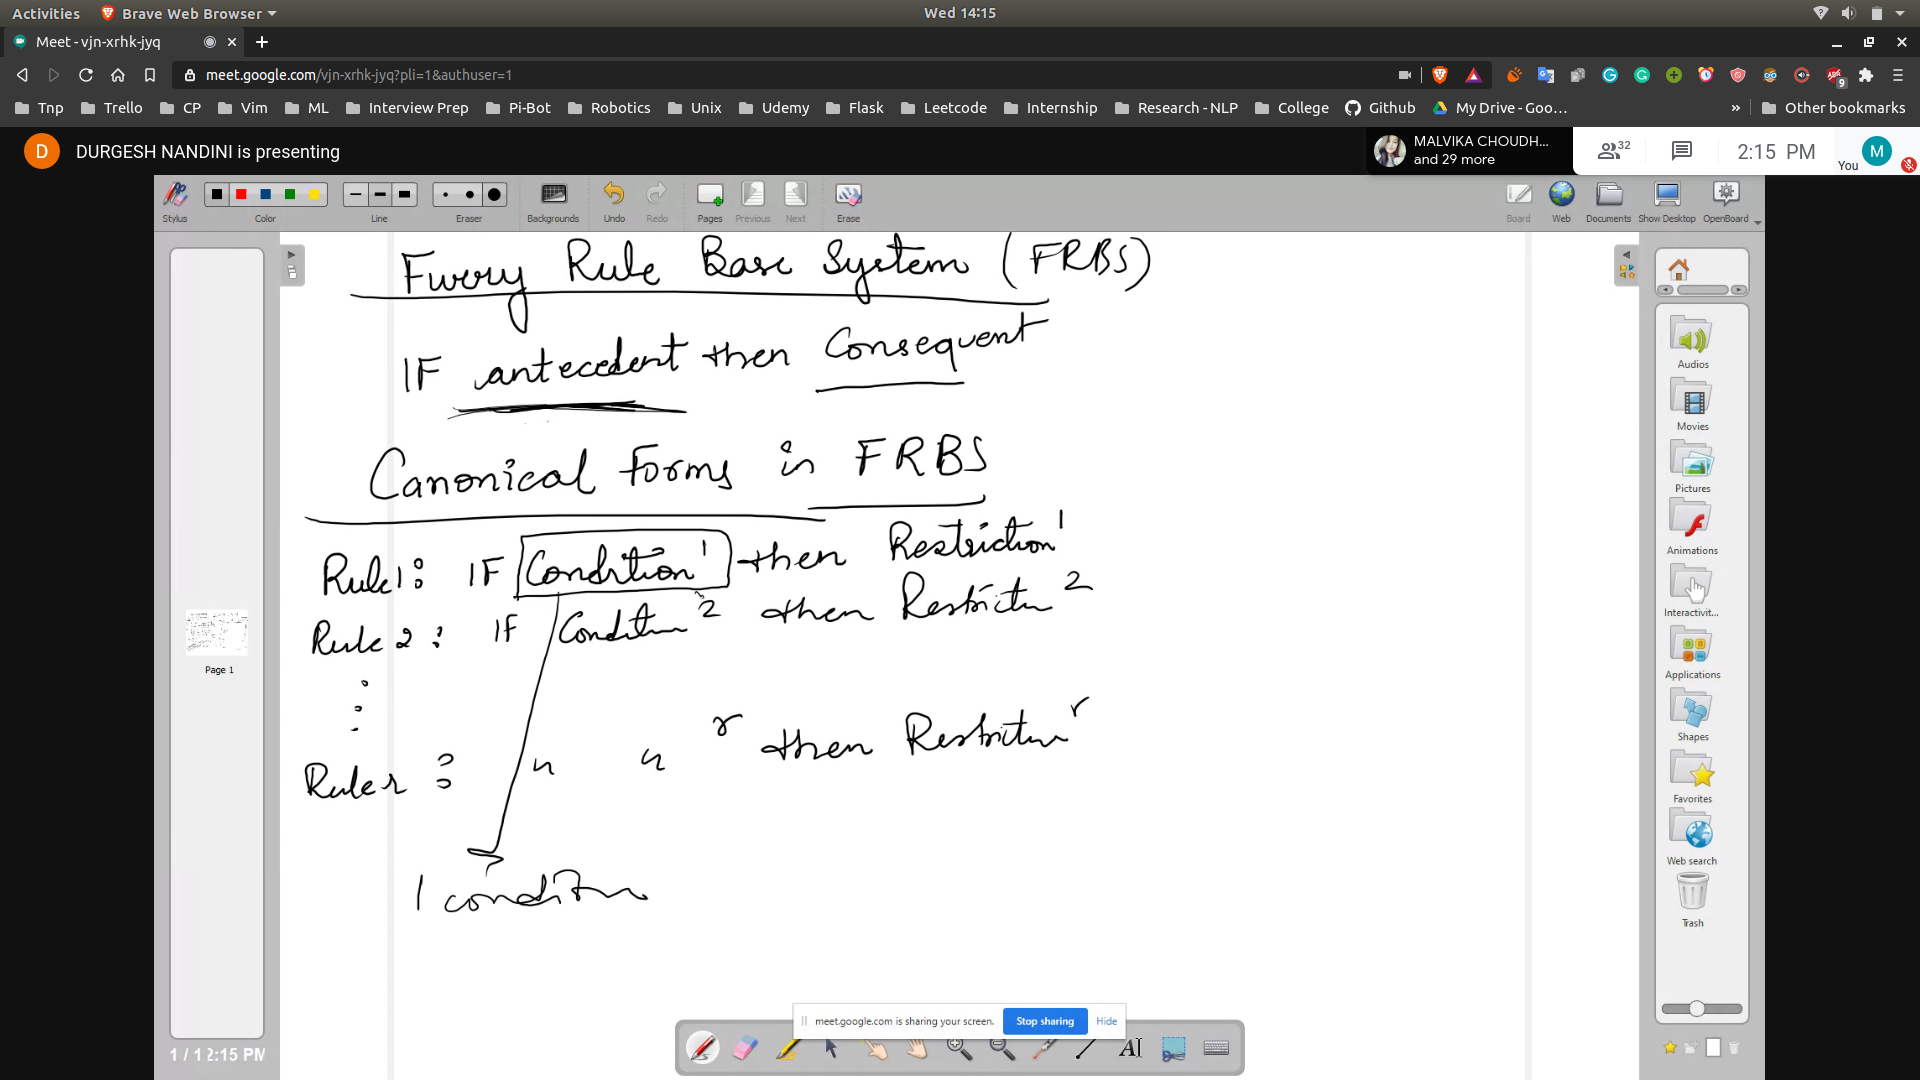 Activities Brave Web Browser Wed 14:15
Meet - vjn-xrhk-jyq
meet.google.com/vjn-xrhk-jyq?pli=1&authuser=1
9
Tnp Trello CP Vim ML Interview Prep Pi-Bot Robotics Unix Udemy Flask Leetcode Internship Research - NLP College Github My Drive - Goo... » Other bookmarks
D DURGESH NANDINI is presenting
MALVIKA CHOUDH...
and 29 more
32
2:15 PM
You M
Stylus Color Line Eraser Backgrounds Undo Redo Pages Previous Next Erase Board Web Documents Show Desktop OpenBoard
Fuzzy Rule Base System (FRBS)
IF antecedent then Consequent
Canonical Forms in FRBS
Rule 1: IF Condition 1 then Restriction 1
Rule 2: IF Condition 2 then Restriction 2
Rule r : " " r then Restriction r
1 condition
Page 1
1 / 1 2:15 PM
Audios
Movies
Pictures
Animations
Interactivit...
Applications
Shapes
Favorites
Web search
Trash
meet.google.com is sharing your screen. Stop sharing Hide
AI